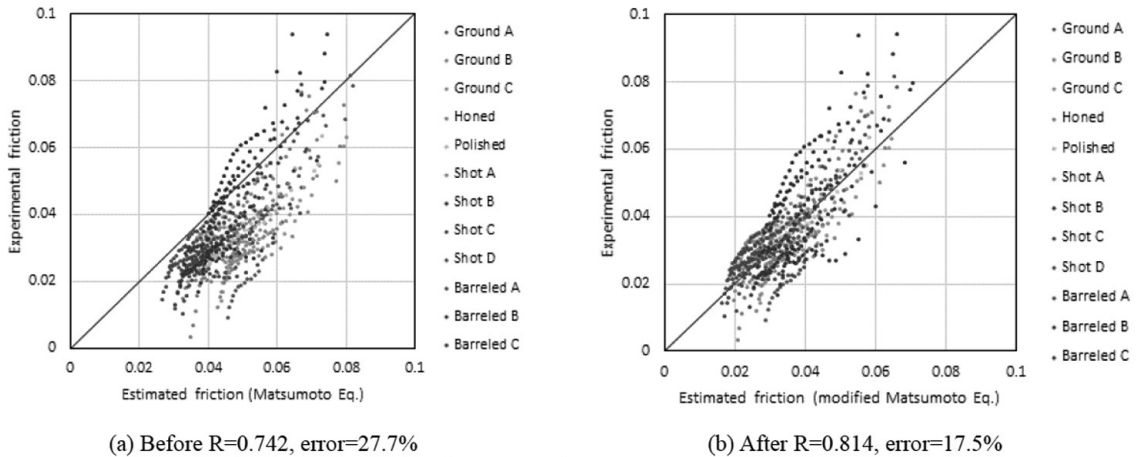 0.1
0.08
0.06
0.04
0.02
0
0 0.02 0.04 0.06 0.08 0.1
Experimental friction
Estimated friction (Matsumoto Eq.)
Ground A
Ground B
Ground C
Honed
Polished
Shot A
Shot B
Shot C
Shot D
Barreled A
Barreled B
Barreled C
(a) Before R=0.742, error=27.7%
0.1
0.08
0.06
0.04
0.02
0
0 0.02 0.04 0.06 0.08 0.1
Experimental friction
Estimated friction (modified Matsumoto Eq.)
Ground A
Ground B
Ground C
Honed
Polished
Shot A
Shot B
Shot C
Shot D
Barreled A
Barreled B
Barreled C
(b) After R=0.814, error=17.5%